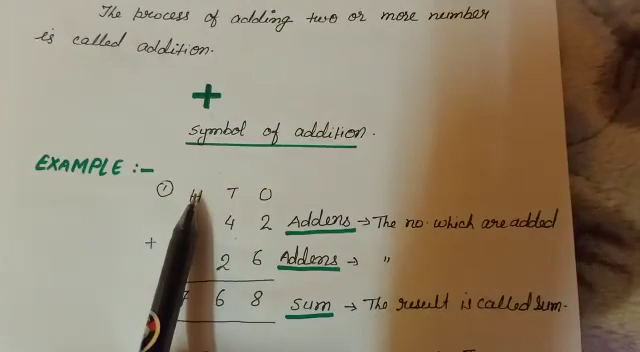 The process of adding two or more number
is called addition.
+
Symbol of addition.
EXAMPLE :-
① H T O
4 2 Addens → The no. which are added
+ 2 6 Addens → "
7 6 8 Sum → The result is called sum.